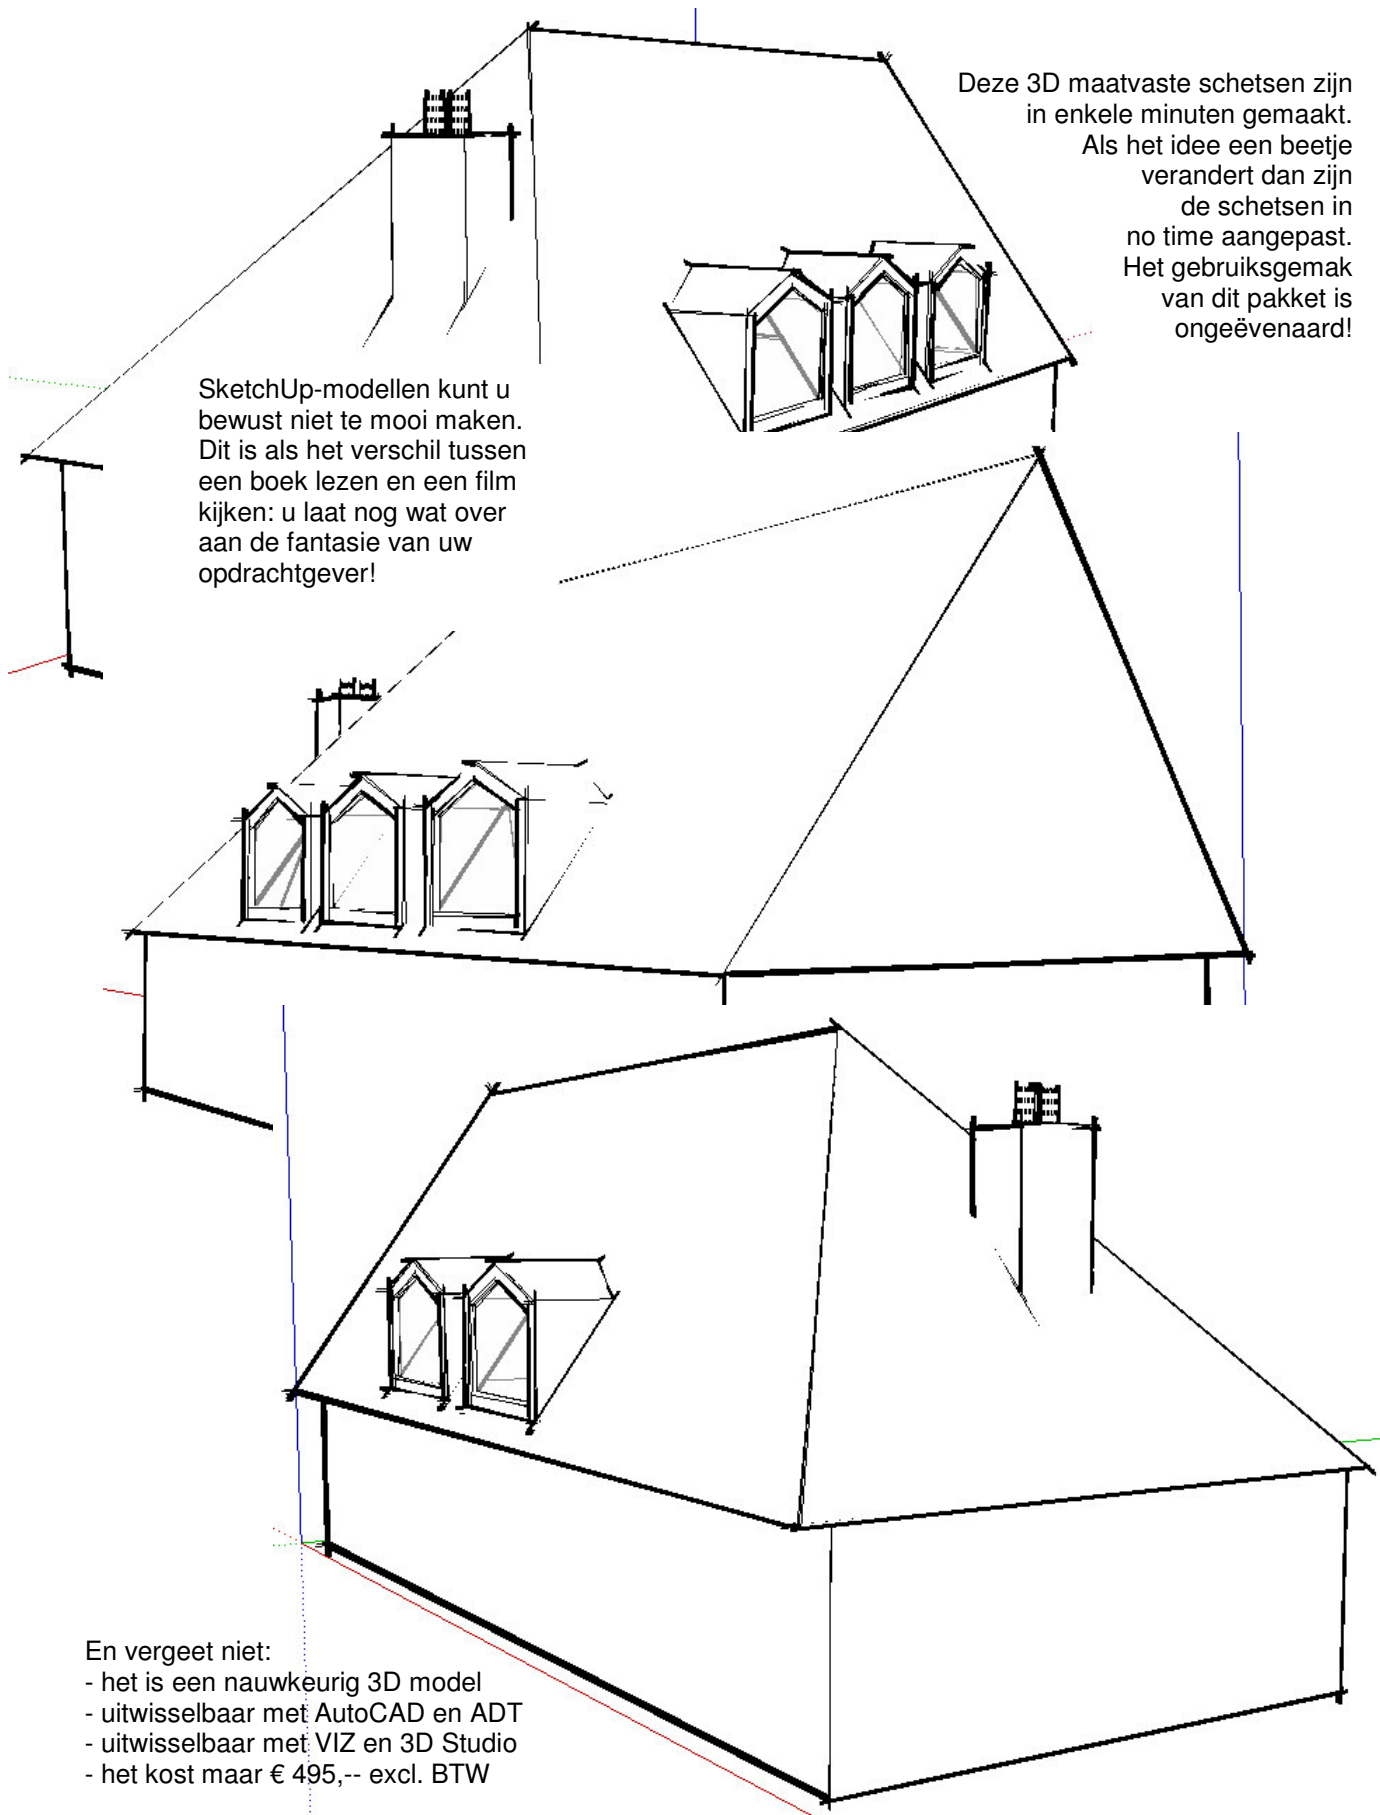 Deze 3D maatvaste schetsen zijn
in enkele minuten gemaakt.
Als het idee een beetje
verandert dan zijn
de schetsen in
no time aangepast.
Het gebruiksgemak
van dit pakket is
ongeëvenaard!
SketchUp-modellen kunt u
bewust niet te mooi maken.
Dit is als het verschil tussen
een boek lezen en een film
kijken: u laat nog wat over
aan de fantasie van uw
opdrachtgever!
En vergeet niet:
- het is een nauwkeurig 3D model
- uitwisselbaar met AutoCAD en ADT
- uitwisselbaar met VIZ en 3D Studio
- het kost maar € 495,-- excl. BTW